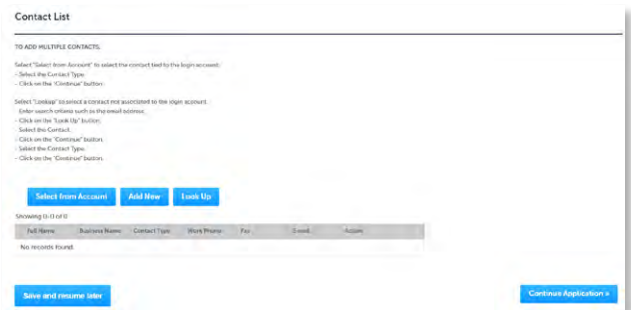 Contact List
TO ADD MULTIPLE CONTACTS,
Select "Select from Account" to select the contact tied to the login account.
- Select the Contact Type.
- Click on the "Continue" button.
Select "Lookup" to select a contact not associated to the login account.
Enter search criteria such as the email address.
- Click on the "Look Up" button.
Select the Contact.
- Click on the "Continue" button.
- Select the Contact Type.
- Click on the "Continue" button.
Select from Account Add New Look Up
Showing 0-0 of 0
Full Name Business Name Contact Type Work Phone Fax E-mail Action
No records found.
Save and resume later Continue Application »